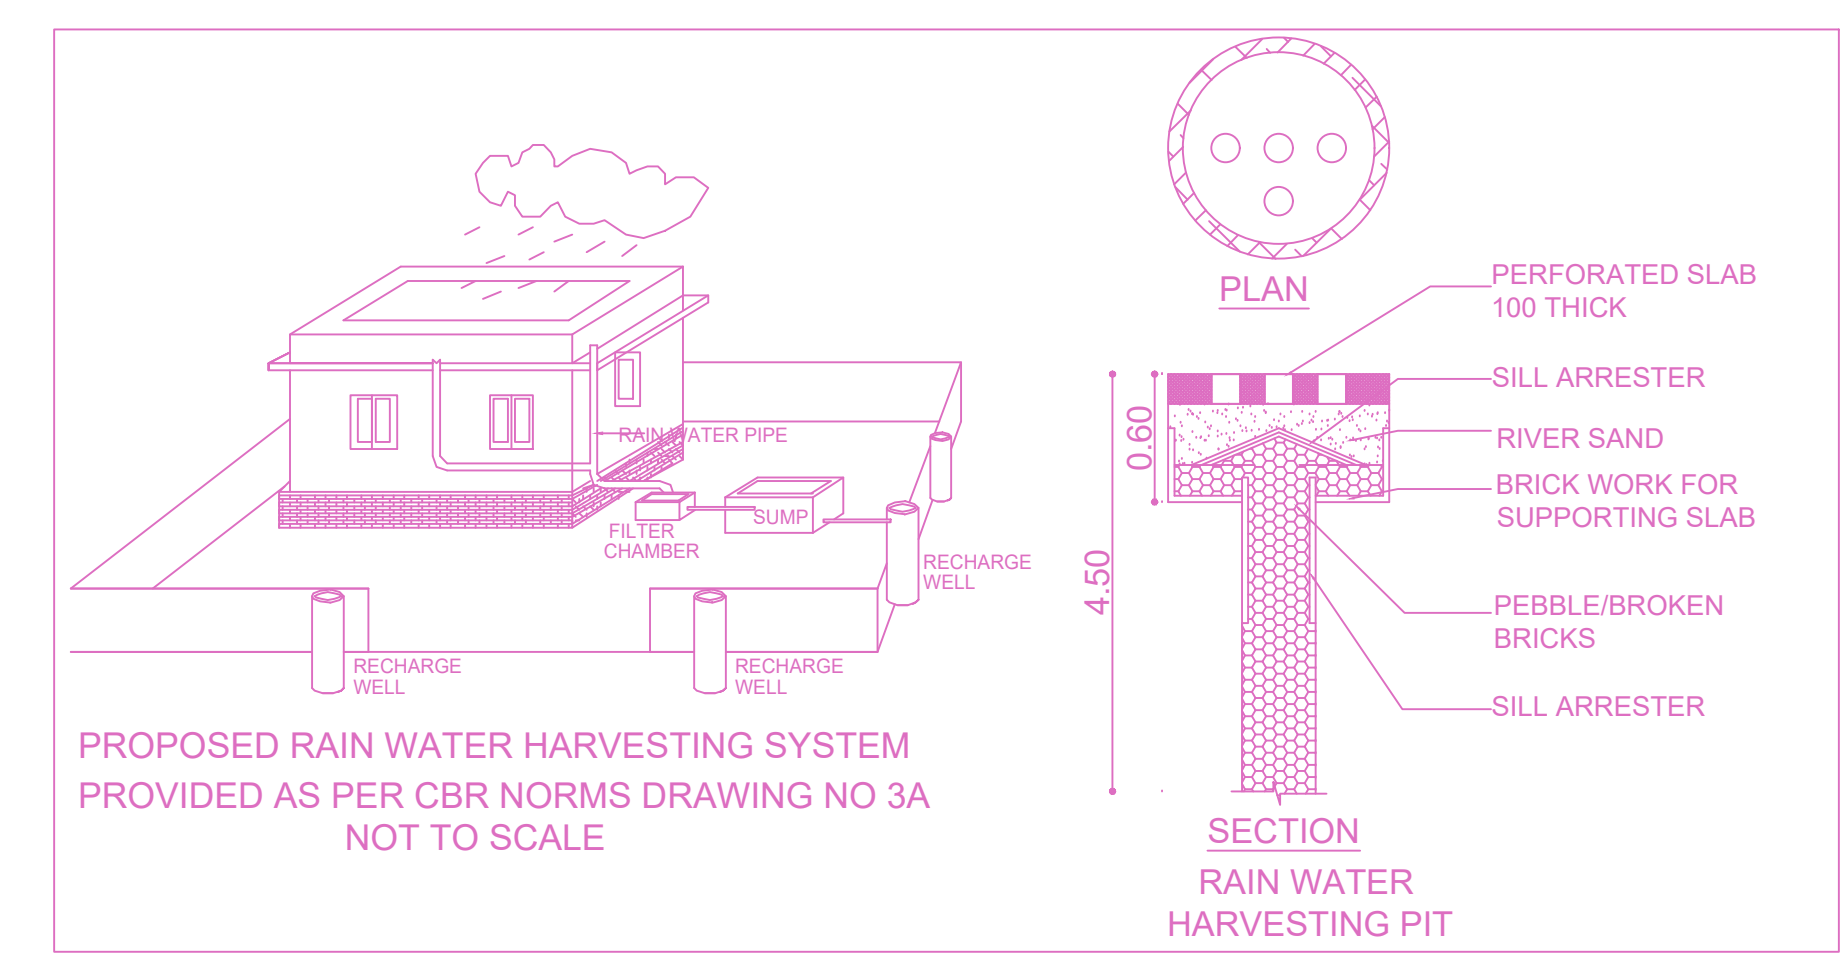 RAIN WATER PIPE
SUMP
FILTER
CHAMBER
RECHARGE
WELL
RECHARGE
WELL
RECHARGE
WELL
PROPOSED RAIN WATER HARVESTING SYSTEM
PROVIDED AS PER CBR NORMS DRAWING NO 3A
NOT TO SCALE
PLAN
PERFORATED SLAB
100 THICK
SILL ARRESTER
RIVER SAND
BRICK WORK FOR
SUPPORTING SLAB
PEBBLE/BROKEN
BRICKS
SILL ARRESTER
0.60
4.50
SECTION
RAIN WATER
HARVESTING PIT